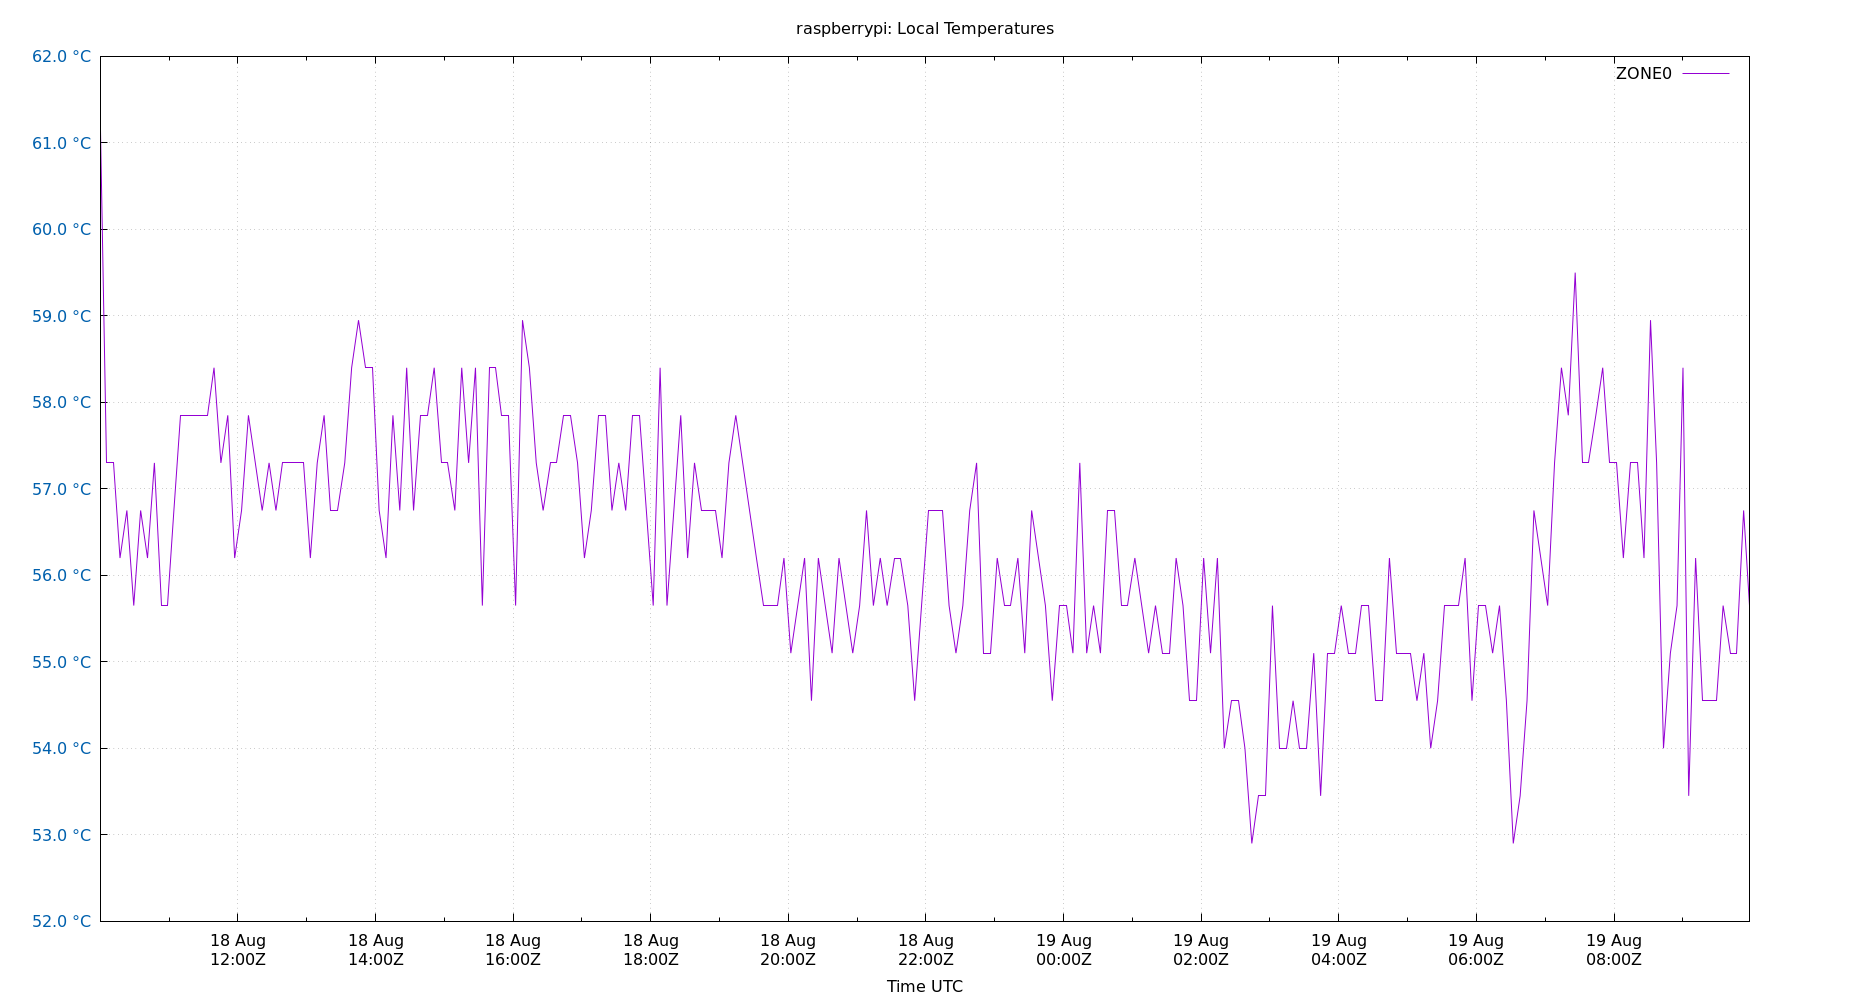 raspberrypi: Local Temperatures
62.0 °C
ZONE0
61.0 °C
60.0 °C
59.0 °C
58.0 °C
57.0 °C
56.0 °C
55.0 °C
54.0 °C
53.0 °C
52.0 °C
18 Aug 18 Aug 18 Aug 18 Aug 18 Aug 18 Aug 19 Aug 19 Aug 19 Aug 19 Aug 19 Aug
12:00Z 14:00Z 16:00Z 18:00Z 20:00Z 22:00Z 00:00Z 02:00Z 04:00Z 06:00Z 08:00Z
Time UTC